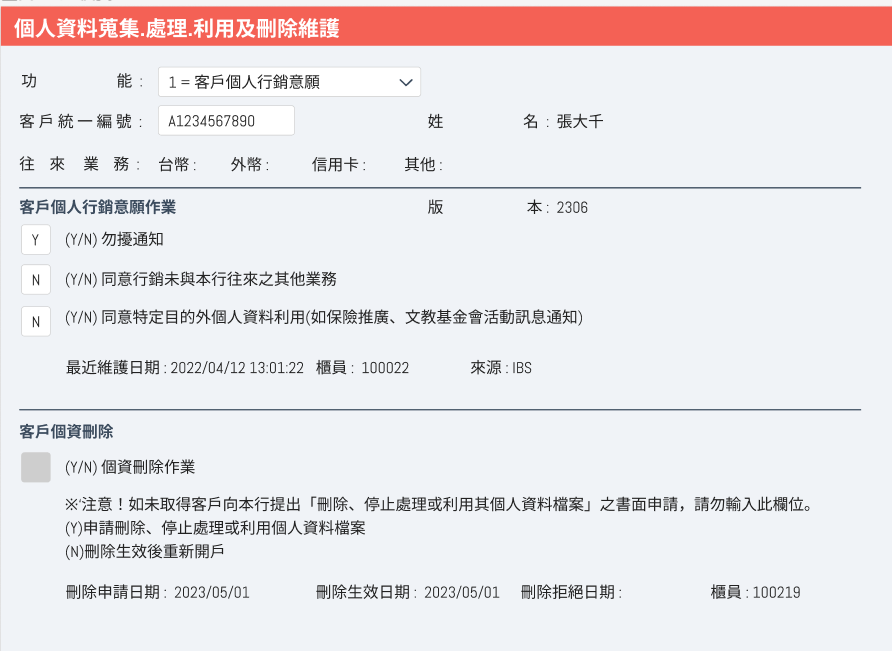 個人資料蒐集.處理.利用及刪除維護
功 能 : 1 = 客戶個人行銷意願
客戶統一編號 : A1234567890 姓 名 : 張大千
往來業務 : 台幣 : 外幣 : 信用卡 : 其他 :
客戶個人行銷意願作業 版 本 : 2306
Y (Y/N) 勿擾通知
N (Y/N) 同意行銷未與本行往來之其他業務
N (Y/N) 同意特定目的外個人資料利用(如保險推廣、文教基金會活動訊息通知)
最近維護日期 : 2022/04/12 13:01:22 櫃員 : 100022 來源 : IBS
客戶個資刪除
(Y/N) 個資刪除作業
※‘注意！如未取得客戶向本行提出「刪除、停止處理或利用其個人資料檔案」之書面申請，請勿輸入此欄位。
(Y)申請刪除、停止處理或利用個人資料檔案
(N)刪除生效後重新開戶
刪除申請日期 : 2023/05/01 刪除生效日期 : 2023/05/01 刪除拒絕日期 : 櫃員 : 100219